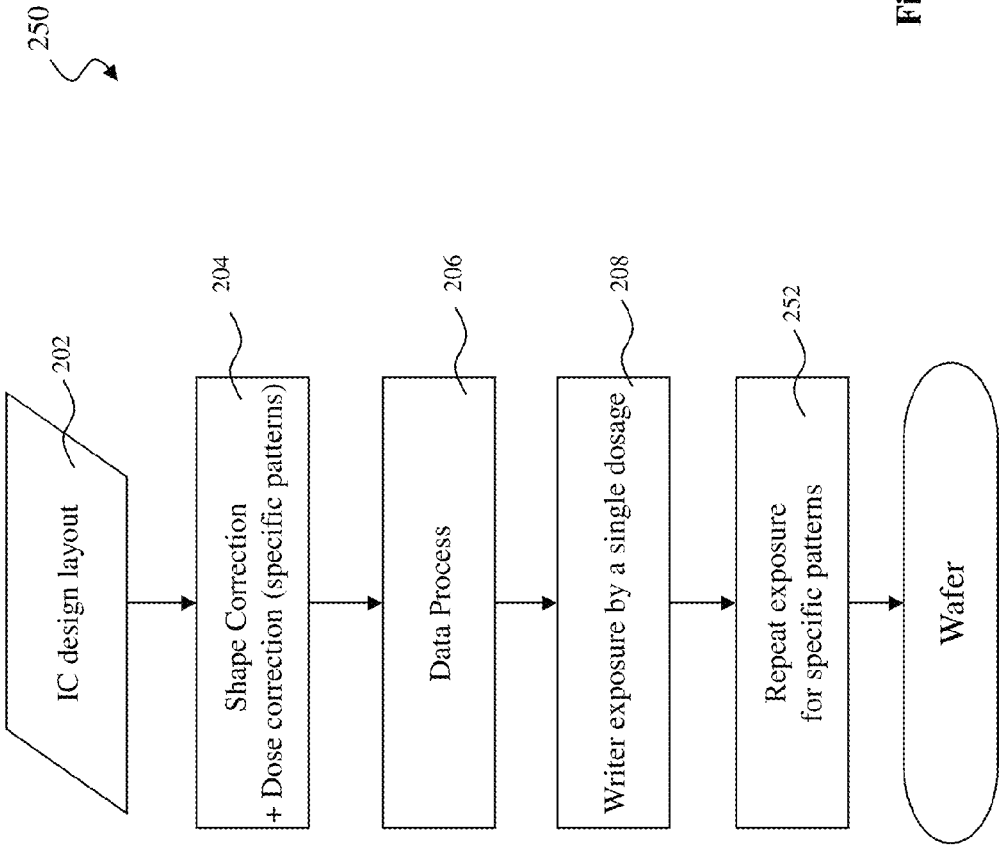 250
IC design layout
202
Shape Correction
+ Dose correction (specific patterns)
204
Data Process
206
Writer exposure by a single dosage
208
Repeat exposure
for specific patterns
252
Wafer